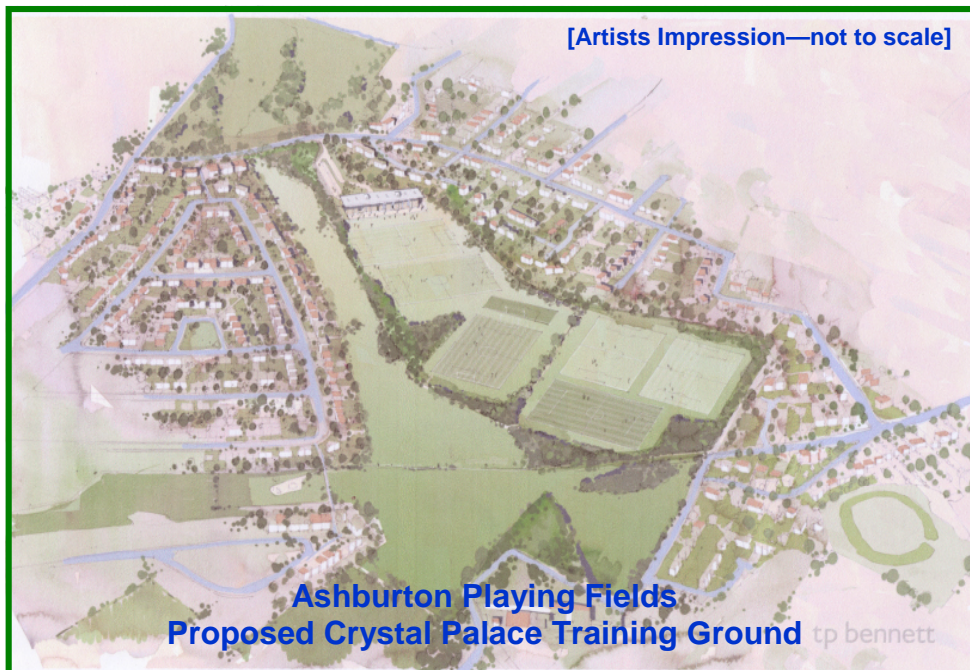 [Artists Impression—not to scale]
Ashburton Playing Fields
Proposed Crystal Palace Training Ground
tp bennett